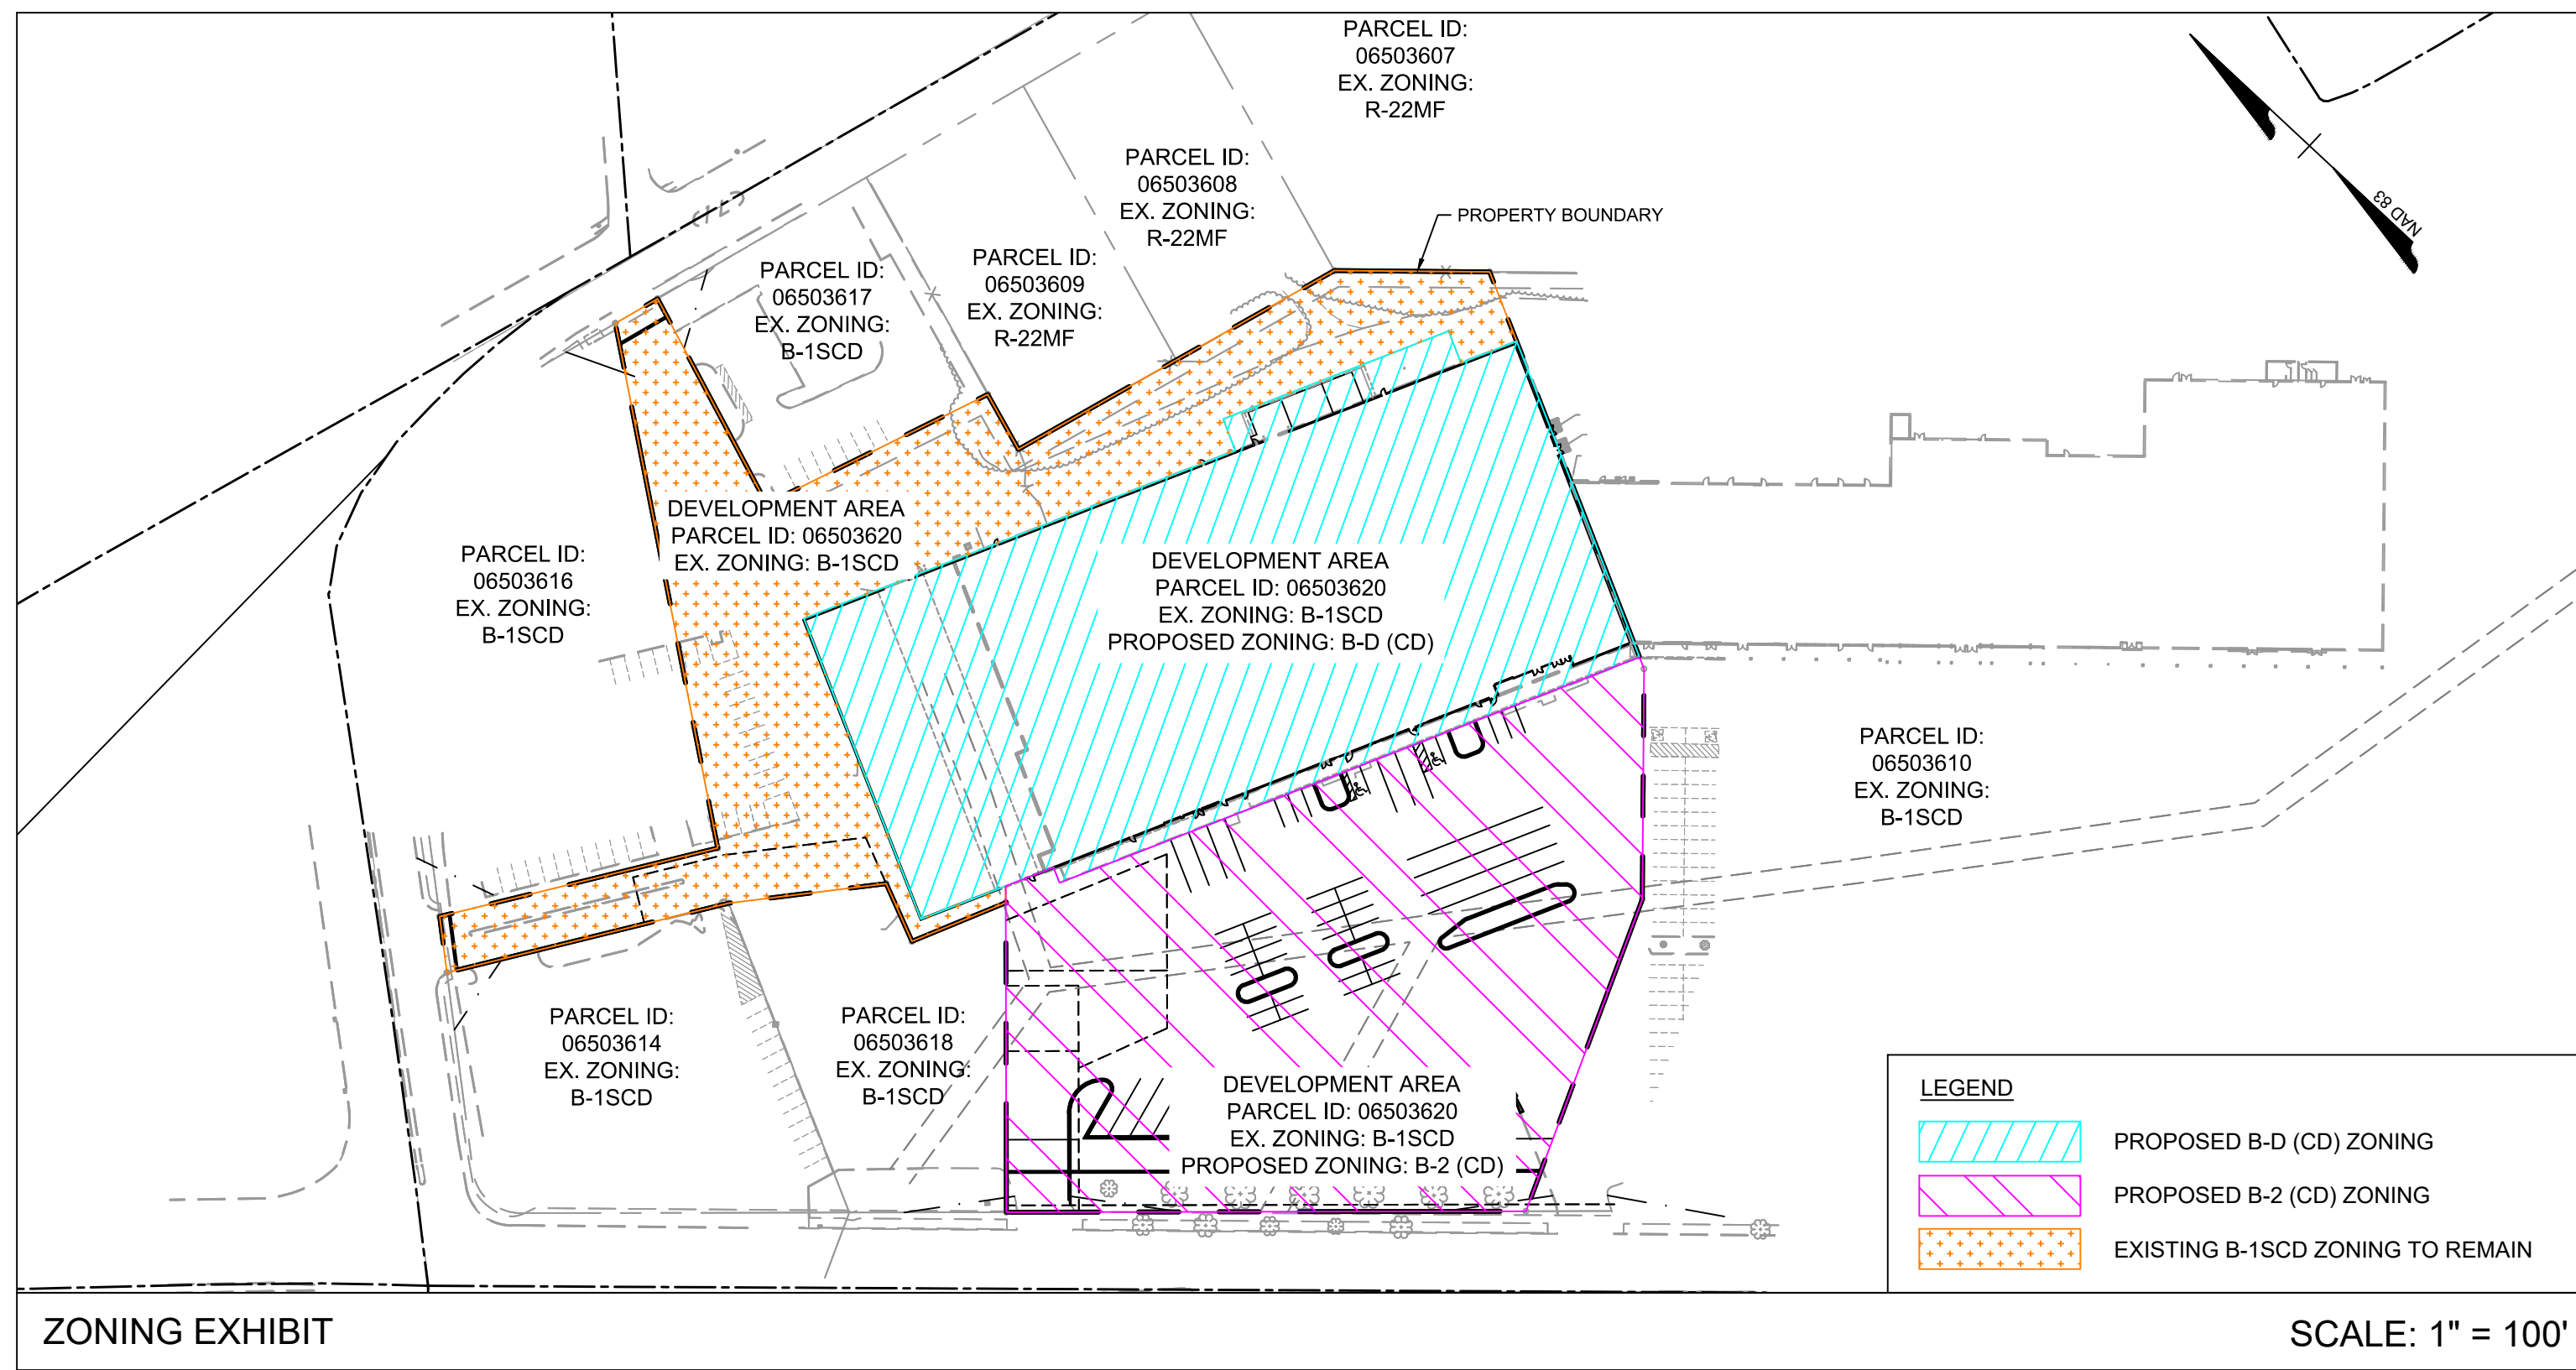 PARCEL ID:
06503607
EX. ZONING:
R-22MF
PARCEL ID:
06503608
EX. ZONING:
R-22MF
PROPERTY BOUNDARY
NAD 83
PARCEL ID:
06503609
EX. ZONING:
R-22MF
PARCEL ID:
06503617
EX. ZONING:
B-1SCD
DEVELOPMENT AREA
PARCEL ID: 06503620
EX. ZONING: B-1SCD
PARCEL ID:
06503616
EX. ZONING:
B-1SCD
DEVELOPMENT AREA
PARCEL ID: 06503620
EX. ZONING: B-1SCD
PROPOSED ZONING: B-D (CD)
PARCEL ID:
06503610
EX. ZONING:
B-1SCD
PARCEL ID:
06503614
EX. ZONING:
B-1SCD
PARCEL ID:
06503618
EX. ZONING:
B-1SCD
DEVELOPMENT AREA
PARCEL ID: 06503620
EX. ZONING: B-1SCD
PROPOSED ZONING: B-2 (CD)
LEGEND
PROPOSED B-D (CD) ZONING
PROPOSED B-2 (CD) ZONING
EXISTING B-1SCD ZONING TO REMAIN
ZONING EXHIBIT
SCALE: 1" = 100'